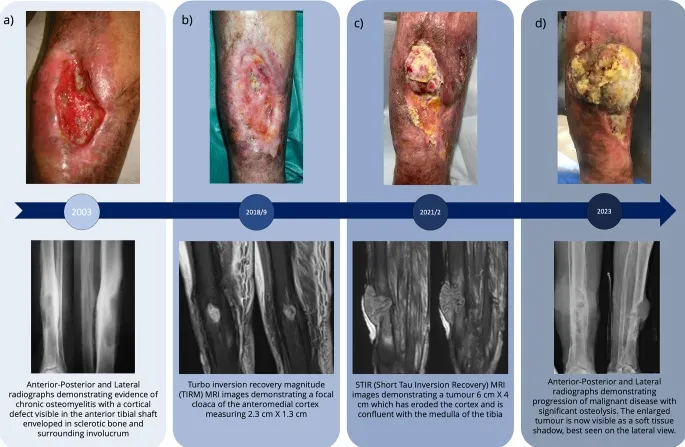 a)
b)
c)
d)
2003
2018/9
2021/2
2023
Anterior-Posterior and Lateral
radiographs demonstrating evidence of
chronic osteomyelitis with a cortical
defect visible in the anterior tibial shaft
enveloped in sclerotic bone and
surrounding involucrum
Turbo inversion recovery magnitude
(TIRM) MRI images demonstrating a focal
cloaca of the anteromedial cortex
measuring 2.3 cm X 1.3 cm
STIR (Short Tau Inversion Recovery) MRI
images demonstrating a tumour 6 cm X 4
cm which has eroded the cortex and is
confluent with the medulla of the tibia
Anterior-Posterior and Lateral
radiographs demonstrating
progression of malignant disease with
significant osteolysis. The enlarged
tumour is now visible as a soft tissue
shadow, best seen on the lateral view.